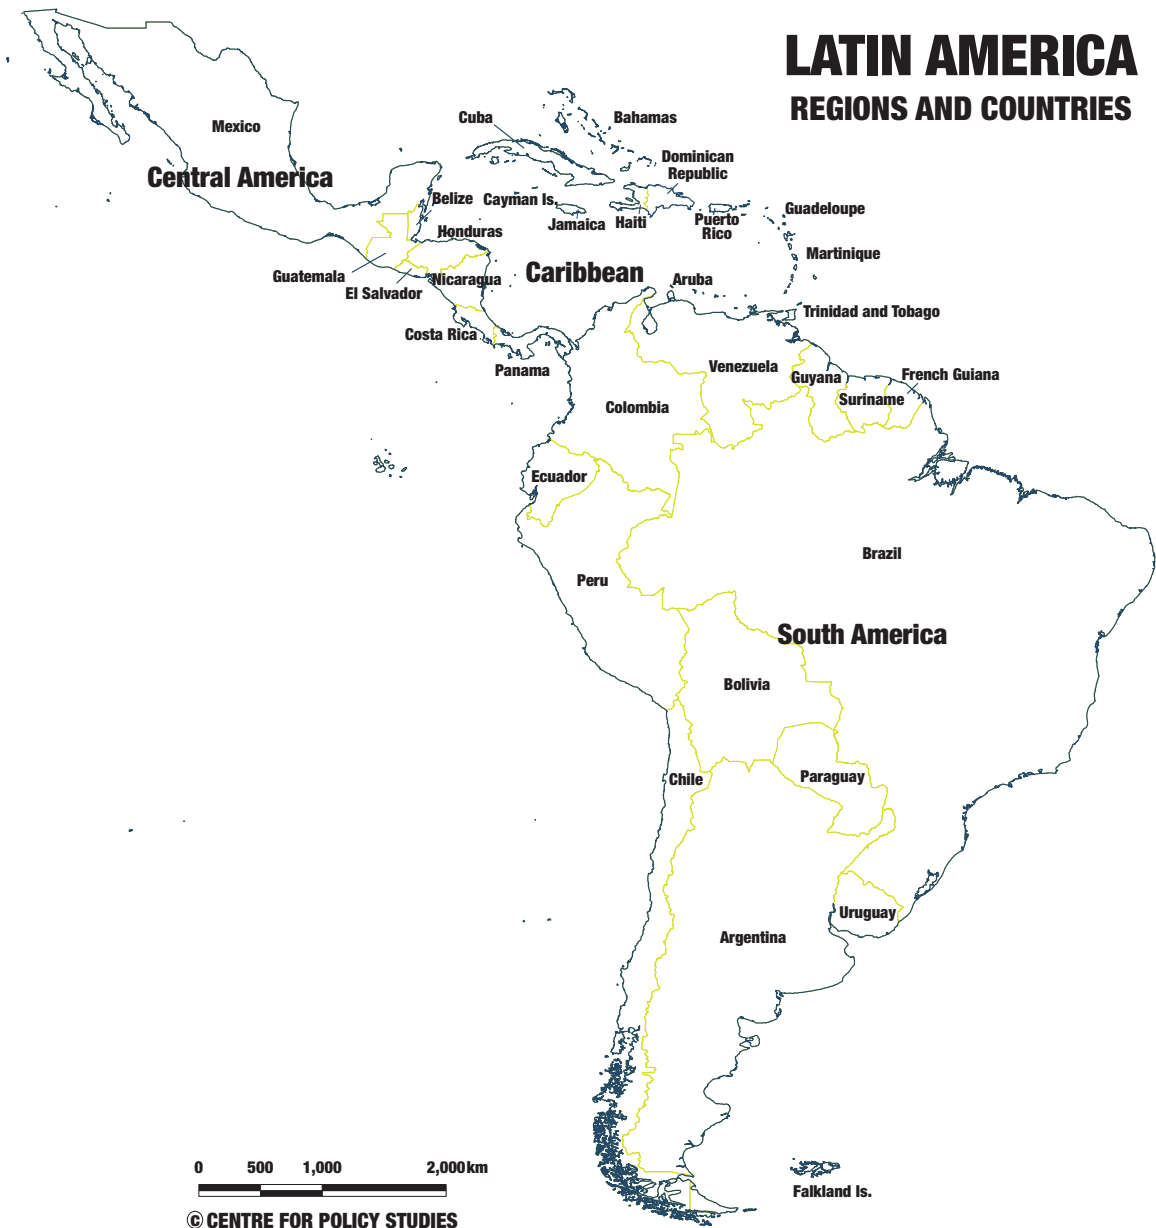 LATIN AMERICA
REGIONS AND COUNTRIES
Mexico
Central America
Cuba
Bahamas
Dominican
Republic
Belize
Cayman Is.
Jamaica
Haiti
Puerto
Rico
Guadeloupe
Honduras
Martinique
Guatemala
El Salvador
Nicaragua
Caribbean
Aruba
Trinidad and Tobago
Costa Rica
Panama
Venezuela
Guyana
French Guiana
Suriname
Colombia
Ecuador
Brazil
Peru
South America
Bolivia
Chile
Paraguay
Uruguay
Argentina
Falkland Is.
0 500 1,000 2,000km
© CENTRE FOR POLICY STUDIES